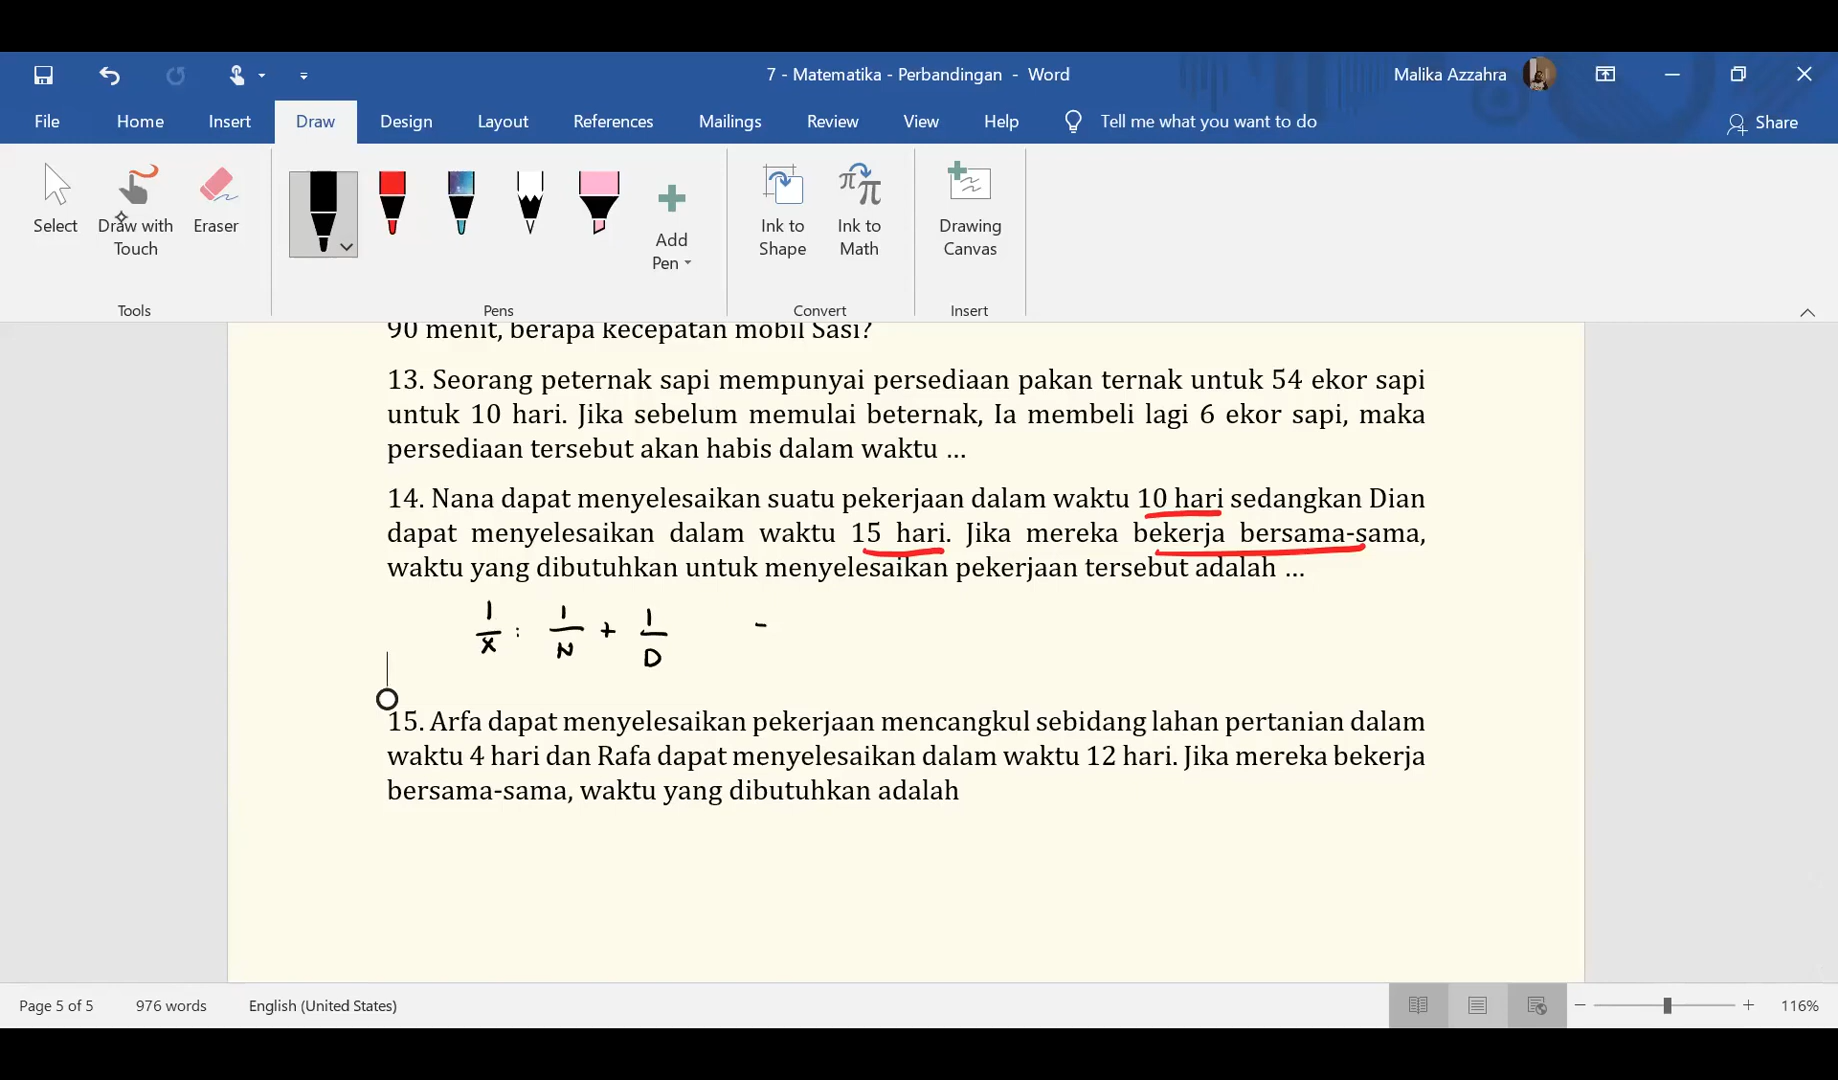 7 - Matematika - Perbandingan - Word
Malika Azzahra
File Home Insert Draw Design Layout References Mailings Review View Help Tell me what you want to do Share
Select Draw with Touch Eraser
Add Pen
Ink to Shape
Ink to Math
Drawing Canvas
Tools Pens Convert Insert
90 menit, berapa kecepatan mobil Sasi?
13. Seorang peternak sapi mempunyai persediaan pakan ternak untuk 54 ekor sapi
untuk 10 hari. Jika sebelum memulai beternak, Ia membeli lagi 6 ekor sapi, maka
persediaan tersebut akan habis dalam waktu ...
14. Nana dapat menyelesaikan suatu pekerjaan dalam waktu 10 hari sedangkan Dian
dapat menyelesaikan dalam waktu 15 hari. Jika mereka bekerja bersama-sama,
waktu yang dibutuhkan untuk menyelesaikan pekerjaan tersebut adalah ...
1/x : 1/N + 1/D -
15. Arfa dapat menyelesaikan pekerjaan mencangkul sebidang lahan pertanian dalam
waktu 4 hari dan Rafa dapat menyelesaikan dalam waktu 12 hari. Jika mereka bekerja
bersama-sama, waktu yang dibutuhkan adalah
Page 5 of 5 976 words English (United States) 116%